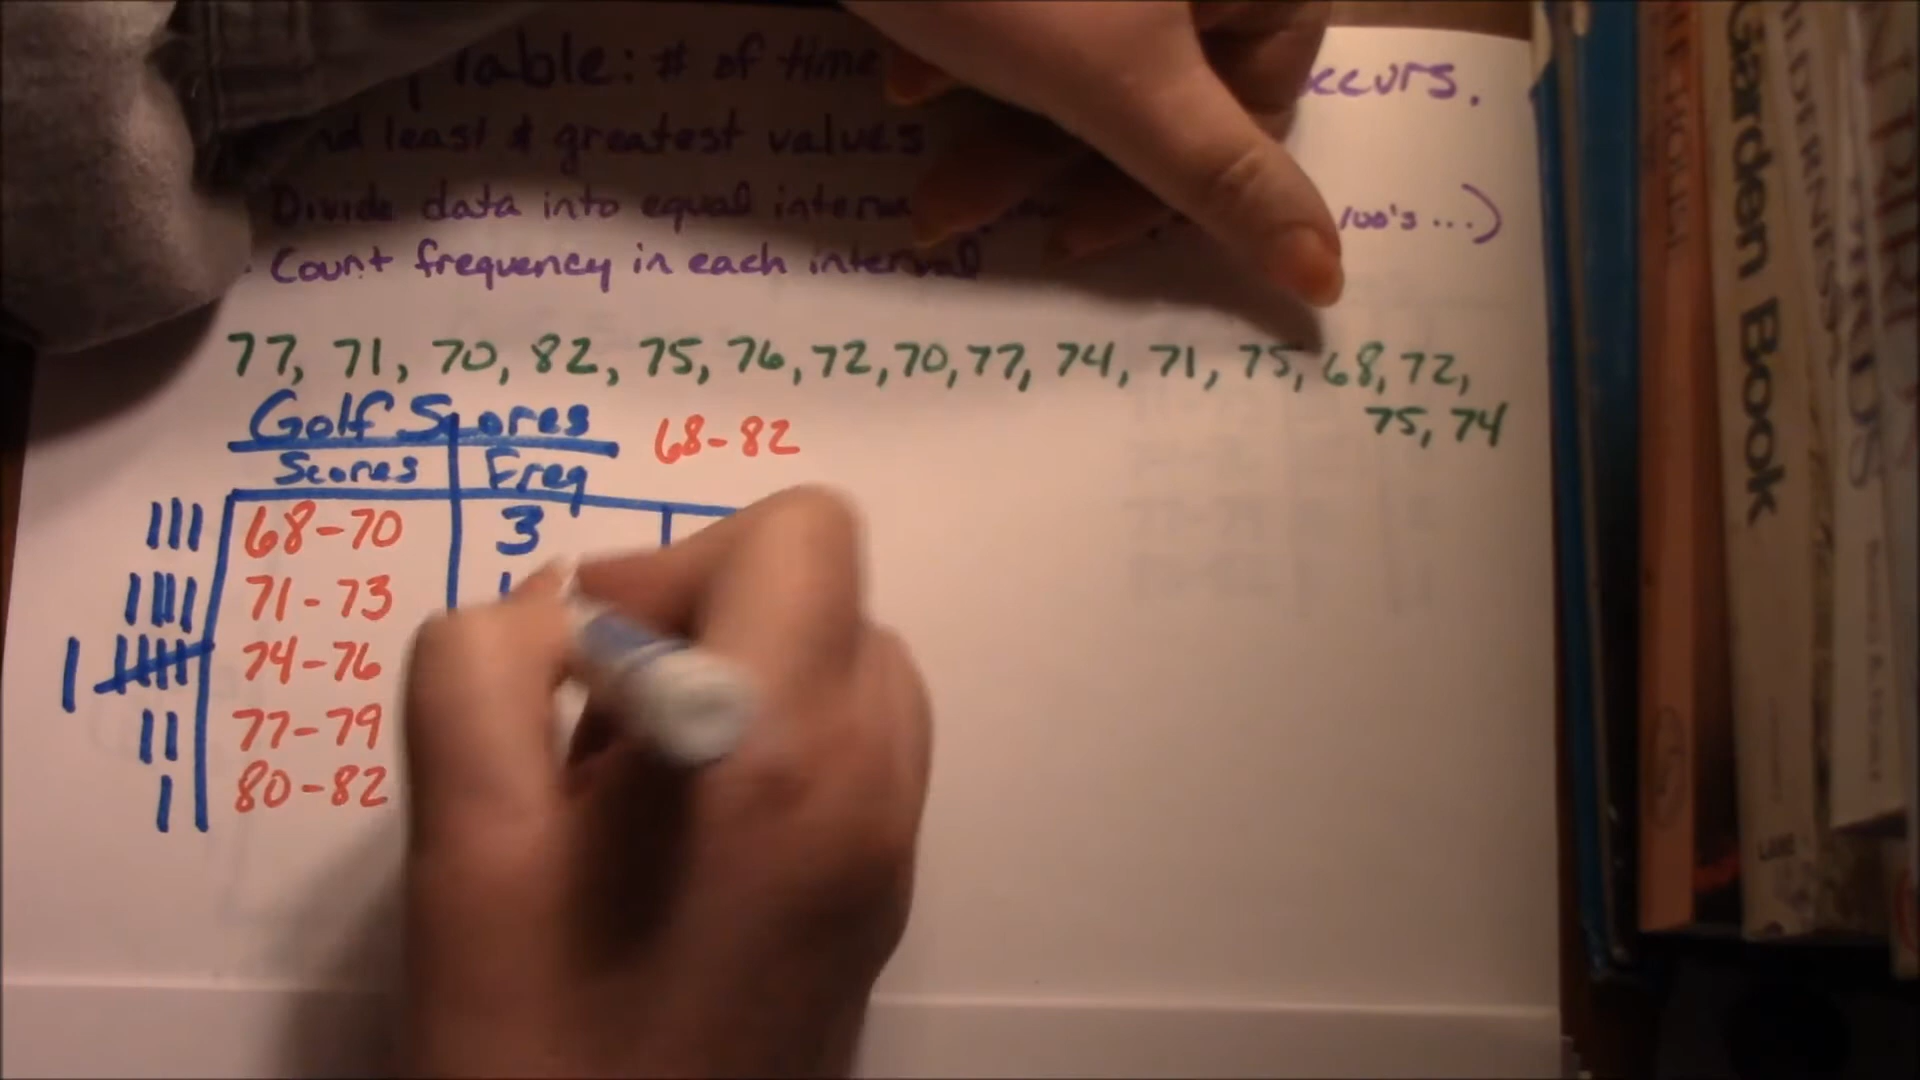 Table: # of time occurs.
least & greatest values
Divide data into equal 100's ...)
Count frequency in each interval
77, 71, 70, 82, 75, 76, 72, 70, 77, 74, 71, 75, 68, 72,
75, 74
Golf Scores
68-82
Scores Freq
68-70 3
71-73
74-76
77-79
80-82
Garden Book